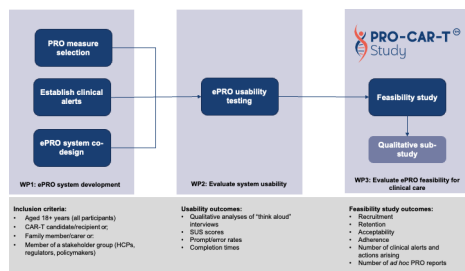 PRO measure
selection
Establish clinical
alerts
ePRO system co-
design
WP1: ePRO system development
ePRO usability
testing
WP2: Evaluate system usability
PRO-CAR-T
Study
Feasibility study
Qualitative sub-
study
WP3: Evaluate ePRO feasibility for
clinical care
Inclusion criteria:
• Aged 18+ years (all participants)
• CAR-T candidate/recipient or;
• Family member/carer or:
• Member of a stakeholder group (HCPs,
regulators, policymakers)
Usability outcomes:
• Qualitative analyses of "think aloud"
interviews
• SUS scores
• Prompt/error rates
• Completion times
Feasibility study outcomes:
• Recruitment
• Retention
• Acceptability
• Adherence
• Number of clinical alerts and
actions arising
• Number of ad hoc PRO reports